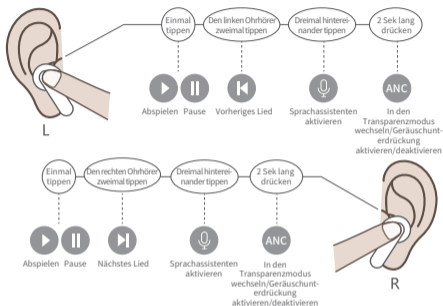 Einmal
tippen
Den linken Ohrhörer
zweimal tippen
Dreimal hinterei-
nander tippen
2 Sek lang
drücken
ANC
Abspielen
Pause
Vorheriges Lied
Sprachassistenten
aktivieren
In den
Transparenzmodus
wechseln/Geräuschunt-
erdrückung
aktivieren/deaktivieren
L
Einmal
tippen
Den rechten Ohrhörer
zweimal tippen
Dreimal hinterei-
nander tippen
2 Sek lang
drücken
ANC
Abspielen
Pause
Nächstes Lied
Sprachassistenten
aktivieren
In den
Transparenzmodus
wechseln/Geräuschunt-
erdrückung
aktivieren/deaktivieren
R